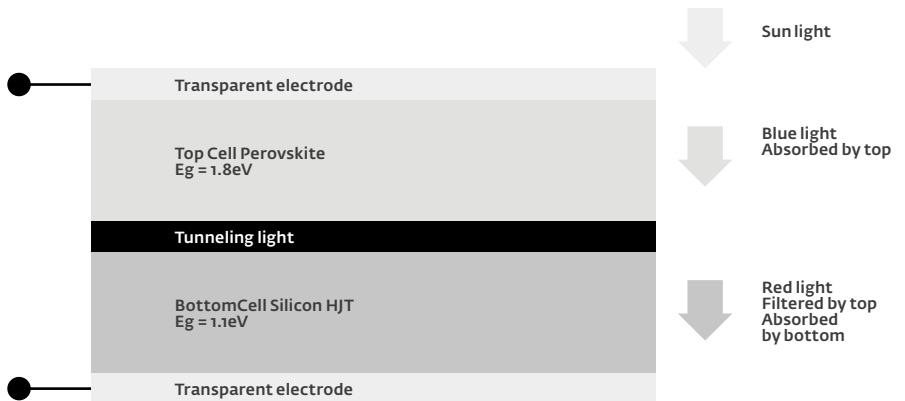 Sun light
Transparent electrode
Top Cell Perovskite
Eg = 1.8eV
Blue light
Absorbed by top
Tunneling light
BottomCell Silicon HJT
Eg = 1.1eV
Red light
Filtered by top
Absorbed
by bottom
Transparent electrode